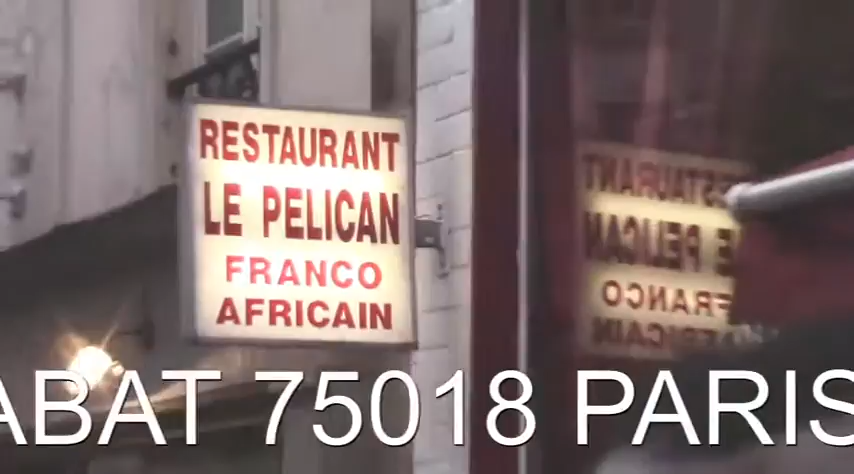 RESTAURANT
LE PELICAN
FRANCO
AFRICAIN
ABAT 75018 PARIS